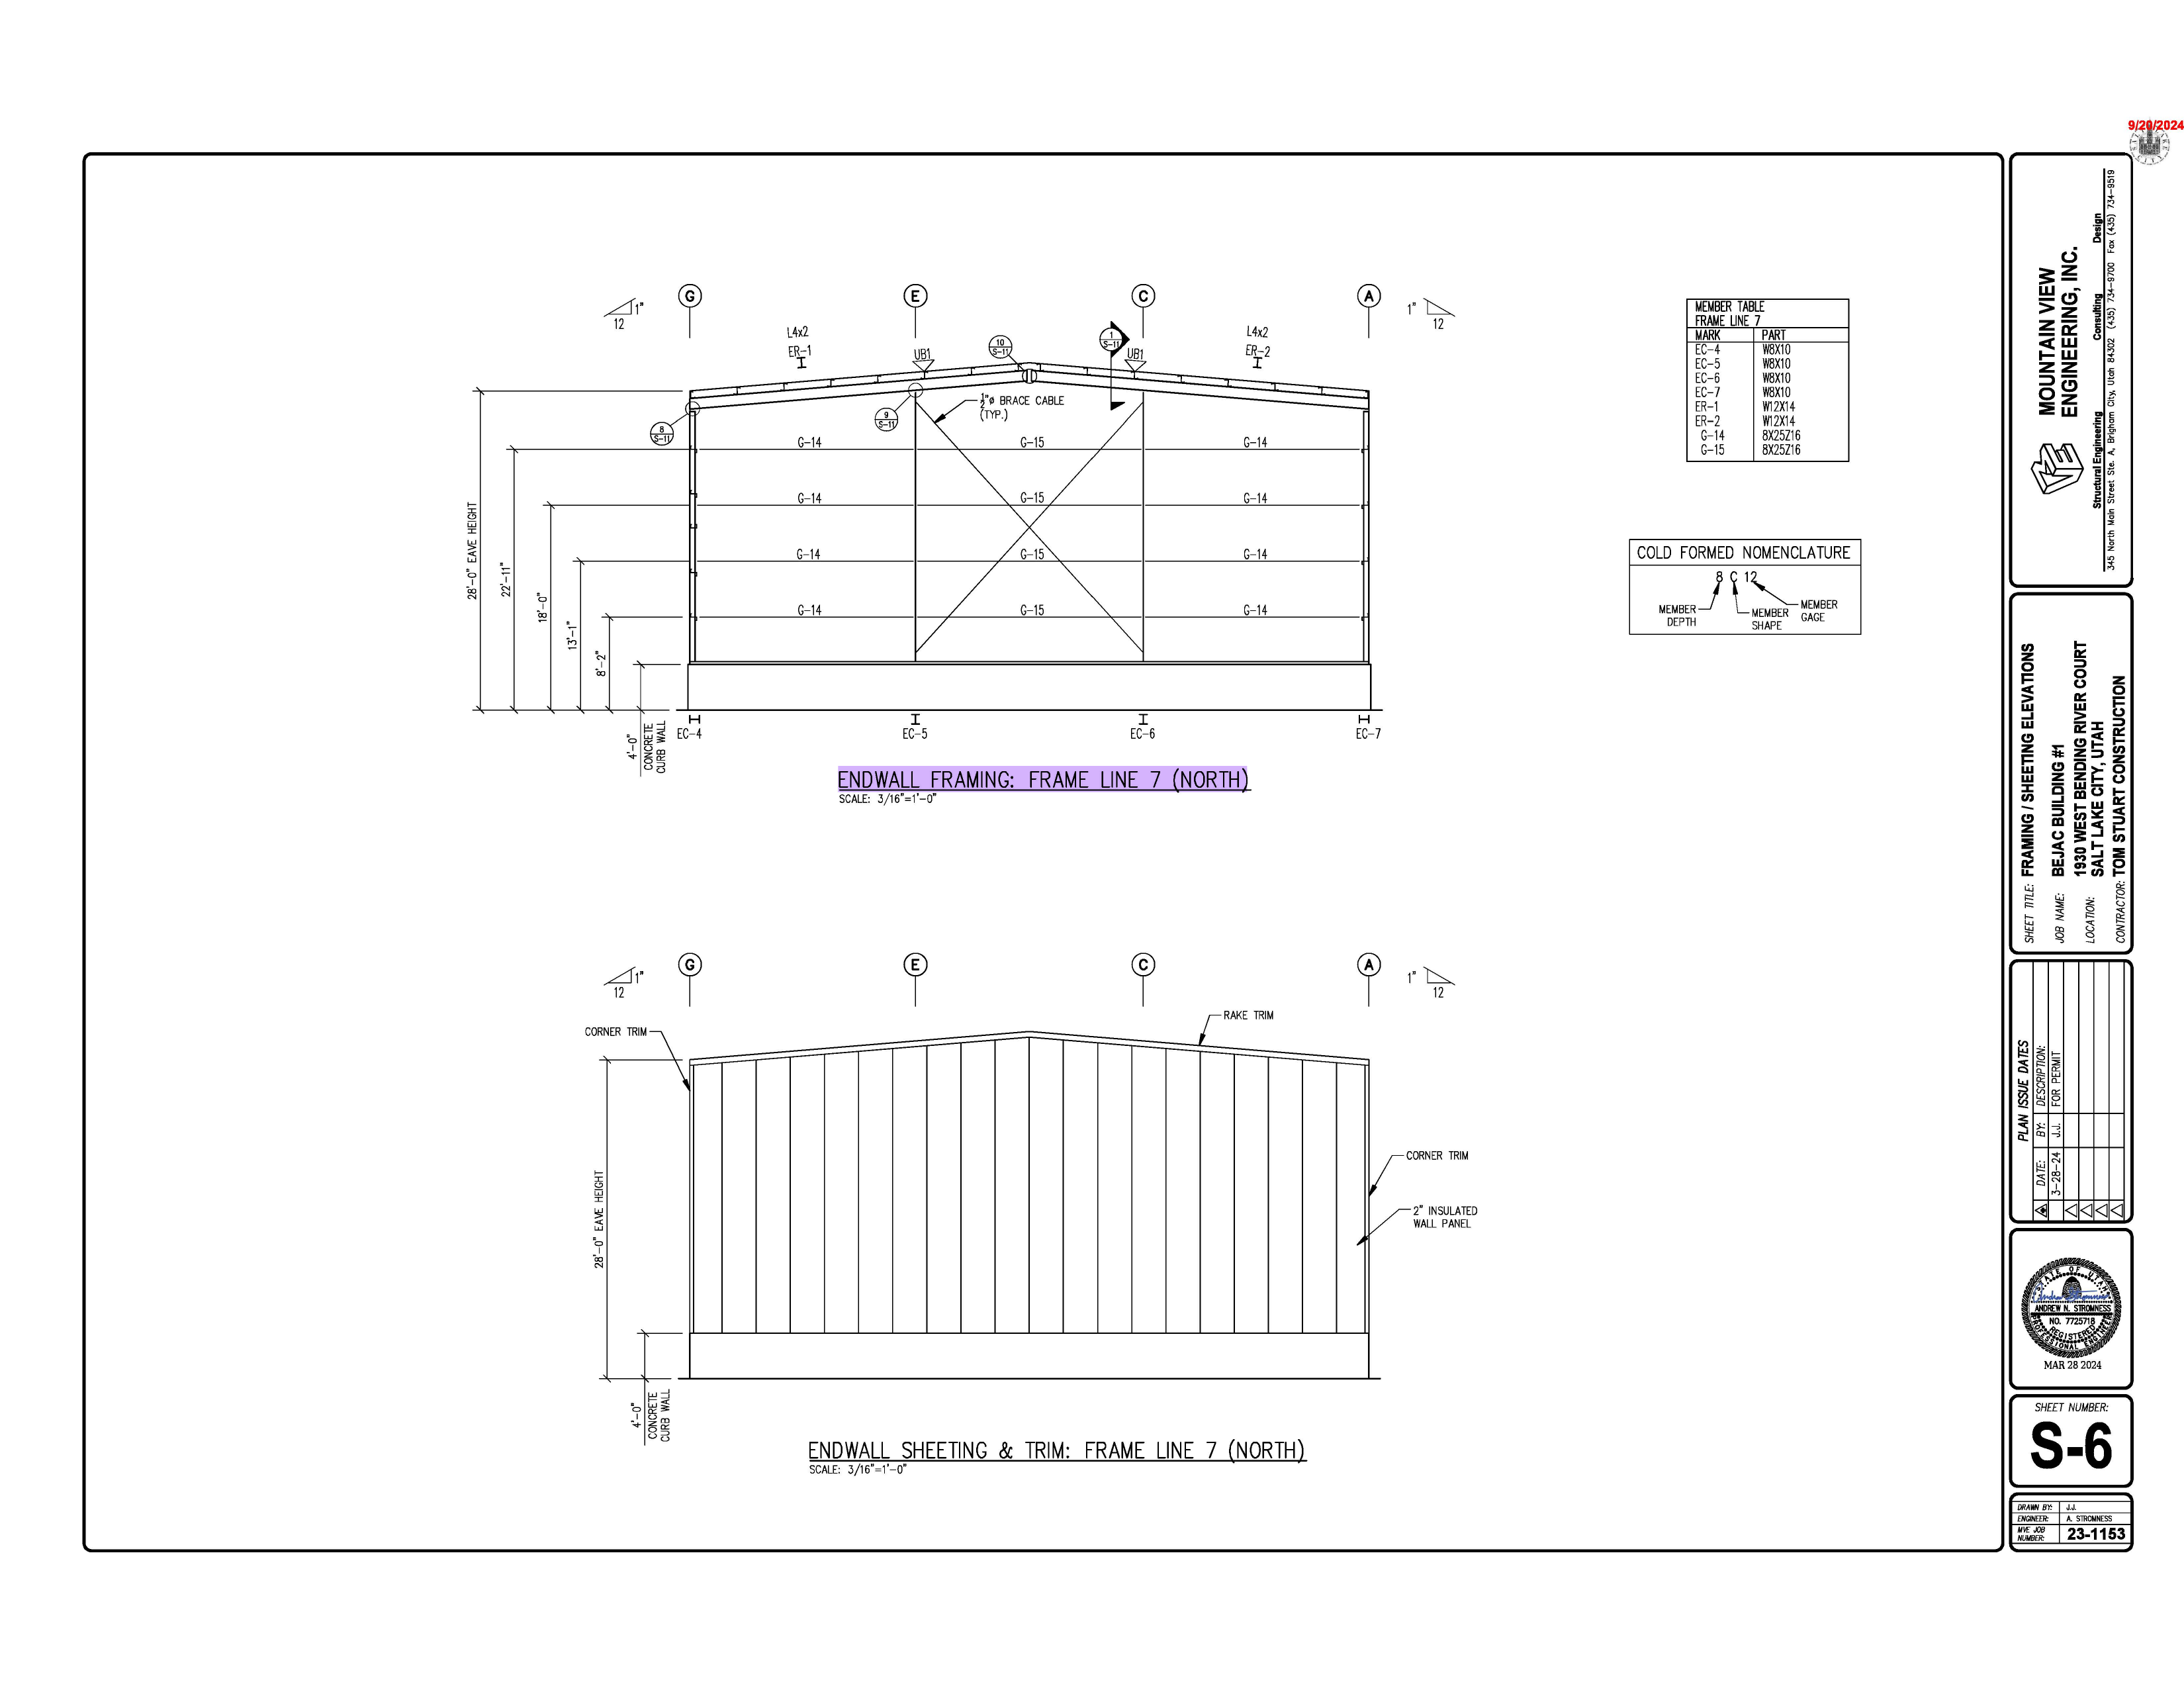 9/20/2024
G
E
C
A
1"
12
1"
12
L4x2
ER-1
UB1
10
S-11
1
S-11
UB1
L4x2
ER-2
½"ø BRACE CABLE
(TYP.)
9
S-11
8
S-11
G-14
G-15
G-14
G-14
G-15
G-14
G-14
G-15
G-14
G-14
G-15
G-14
28'-0" EAVE HEIGHT
22'-11"
18'-0"
13'-1"
8'-2"
4'-0"
CONCRETE
CURB WALL
EC-4
EC-5
EC-6
EC-7
ENDWALL FRAMING: FRAME LINE 7 (NORTH)
SCALE: 3/16"=1'-0"
MEMBER TABLE
FRAME LINE 7
MARK PART
EC-4 W8X10
EC-5 W8X10
EC-6 W8X10
EC-7 W8X10
ER-1 W12X14
ER-2 W12X14
G-14 8X25Z16
G-15 8X25Z16
COLD FORMED NOMENCLATURE
8 C 12
MEMBER
DEPTH
MEMBER
SHAPE
MEMBER
GAGE
G
E
C
A
1"
12
1"
12
CORNER TRIM
RAKE TRIM
CORNER TRIM
2" INSULATED
WALL PANEL
28'-0" EAVE HEIGHT
4'-0"
CONCRETE
CURB WALL
ENDWALL SHEETING & TRIM: FRAME LINE 7 (NORTH)
SCALE: 3/16"=1'-0"
MOUNTAIN VIEW
ENGINEERING, INC.
Structural Engineering Consulting Design
345 North Main Street Ste. A, Brigham City, Utah 84302 (435) 734-9700 Fax (435) 734-9519
SHEET TITLE: FRAMING / SHEETING ELEVATIONS
JOB NAME: BEJAC BUILDING #1
LOCATION: 1930 WEST BENDING RIVER COURT
SALT LAKE CITY, UTAH
CONTRACTOR: TOM STUART CONSTRUCTION
PLAN ISSUE DATES
DATE: BY: DESCRIPTION:
3-28-24 J.J. FOR PERMIT
STATE OF UTAH
ANDREW N. STROMNESS
NO. 7725718
REGISTERED
PROFESSIONAL ENGINEER
MAR 28 2024
SHEET NUMBER:
S-6
DRAWN BY: J.J.
ENGINEER: A. STROMNESS
MVE JOB
NUMBER: 23-1153